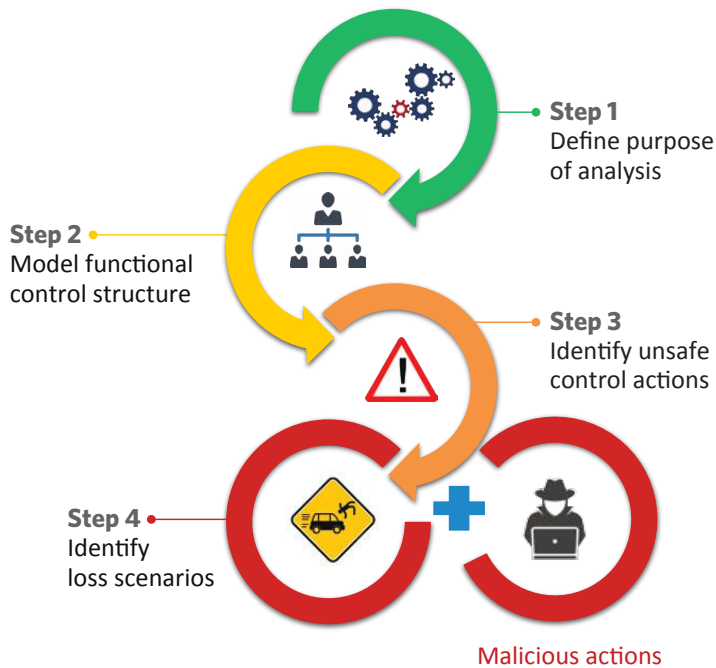 Step 1
Define purpose
of analysis
Step 2
Model functional
control structure
Step 3
Identify unsafe
control actions
Step 4
Identify
loss scenarios
Malicious actions